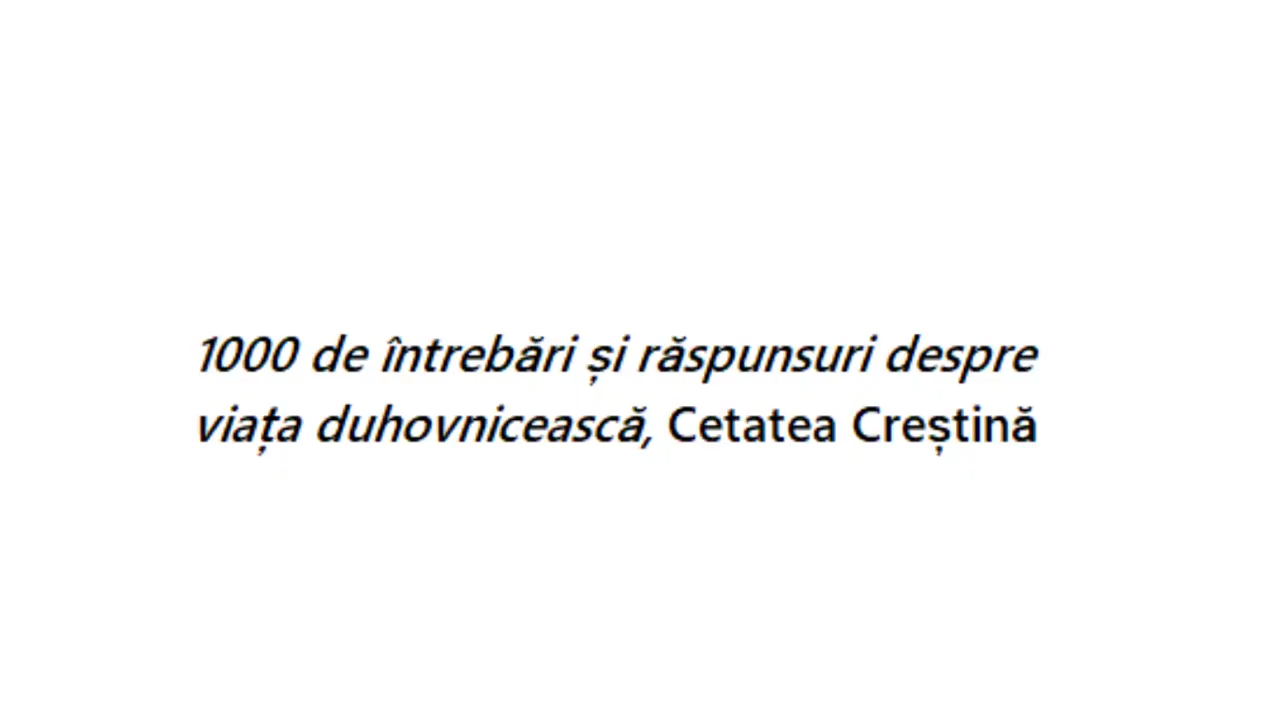 1000 de întrebări și răspunsuri despre
viața duhovnicească, Cetatea Creștină